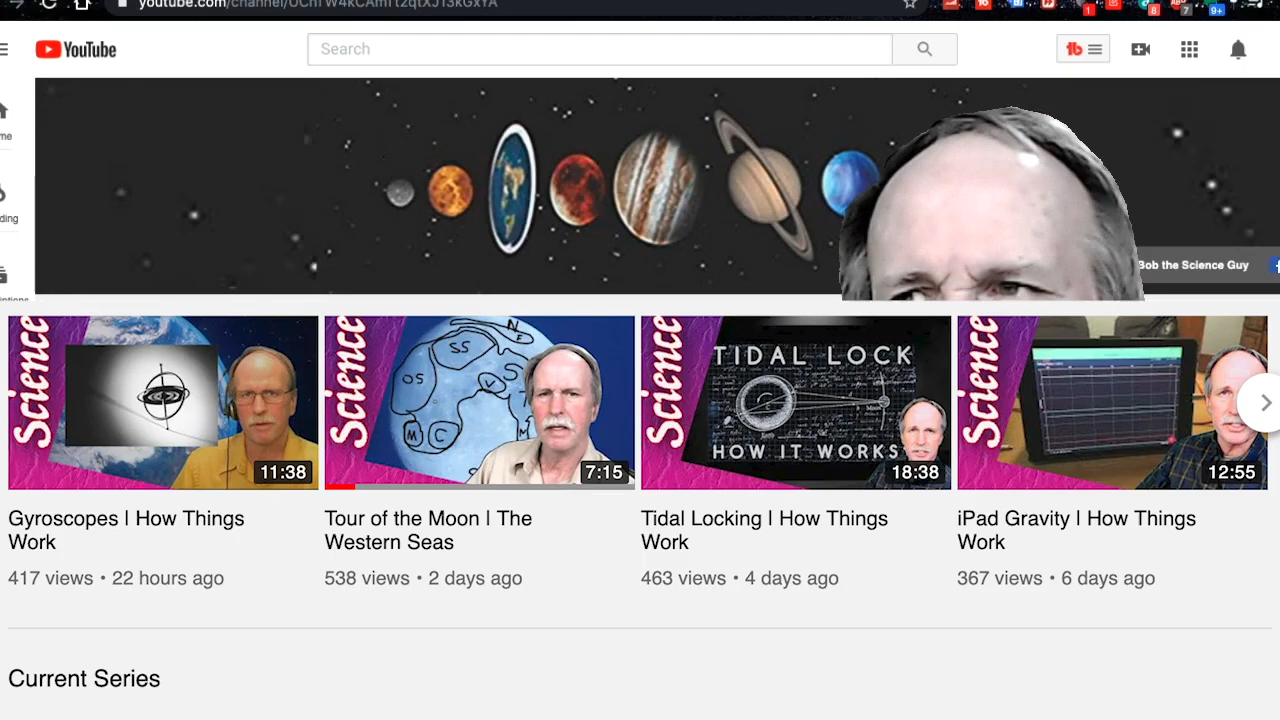 YouTube
Search
me
ding
Bob the Science Guy
Science
11:38
Science
SS
N
OS
V
M
C
M
7:15
Science
TIDAL LOCK
HOW IT WORKS
18:38
Science
12:55
Gyroscopes | How Things
Work
417 views • 22 hours ago
Tour of the Moon | The
Western Seas
538 views • 2 days ago
Tidal Locking | How Things
Work
463 views • 4 days ago
iPad Gravity | How Things
Work
367 views • 6 days ago
Current Series